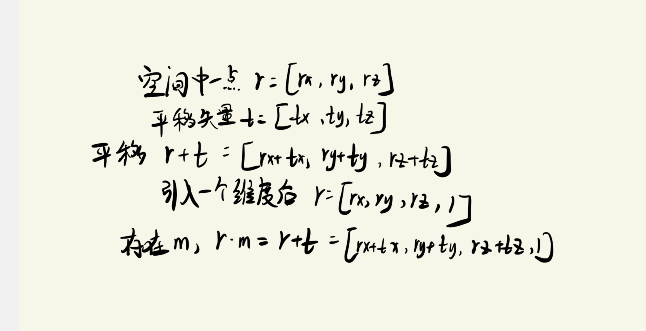 空间中一点 r=[rx, ry, rz]
平移矢量 t=[tx, ty, tz]
平移 r+t =[rx+tx, ry+ty, rz+tz]
引入一个维度后 r=[rx, ry, rz, 1]
存在 m, r·m = r+t =[rx+tx, ry+ty, rz+tz, 1]